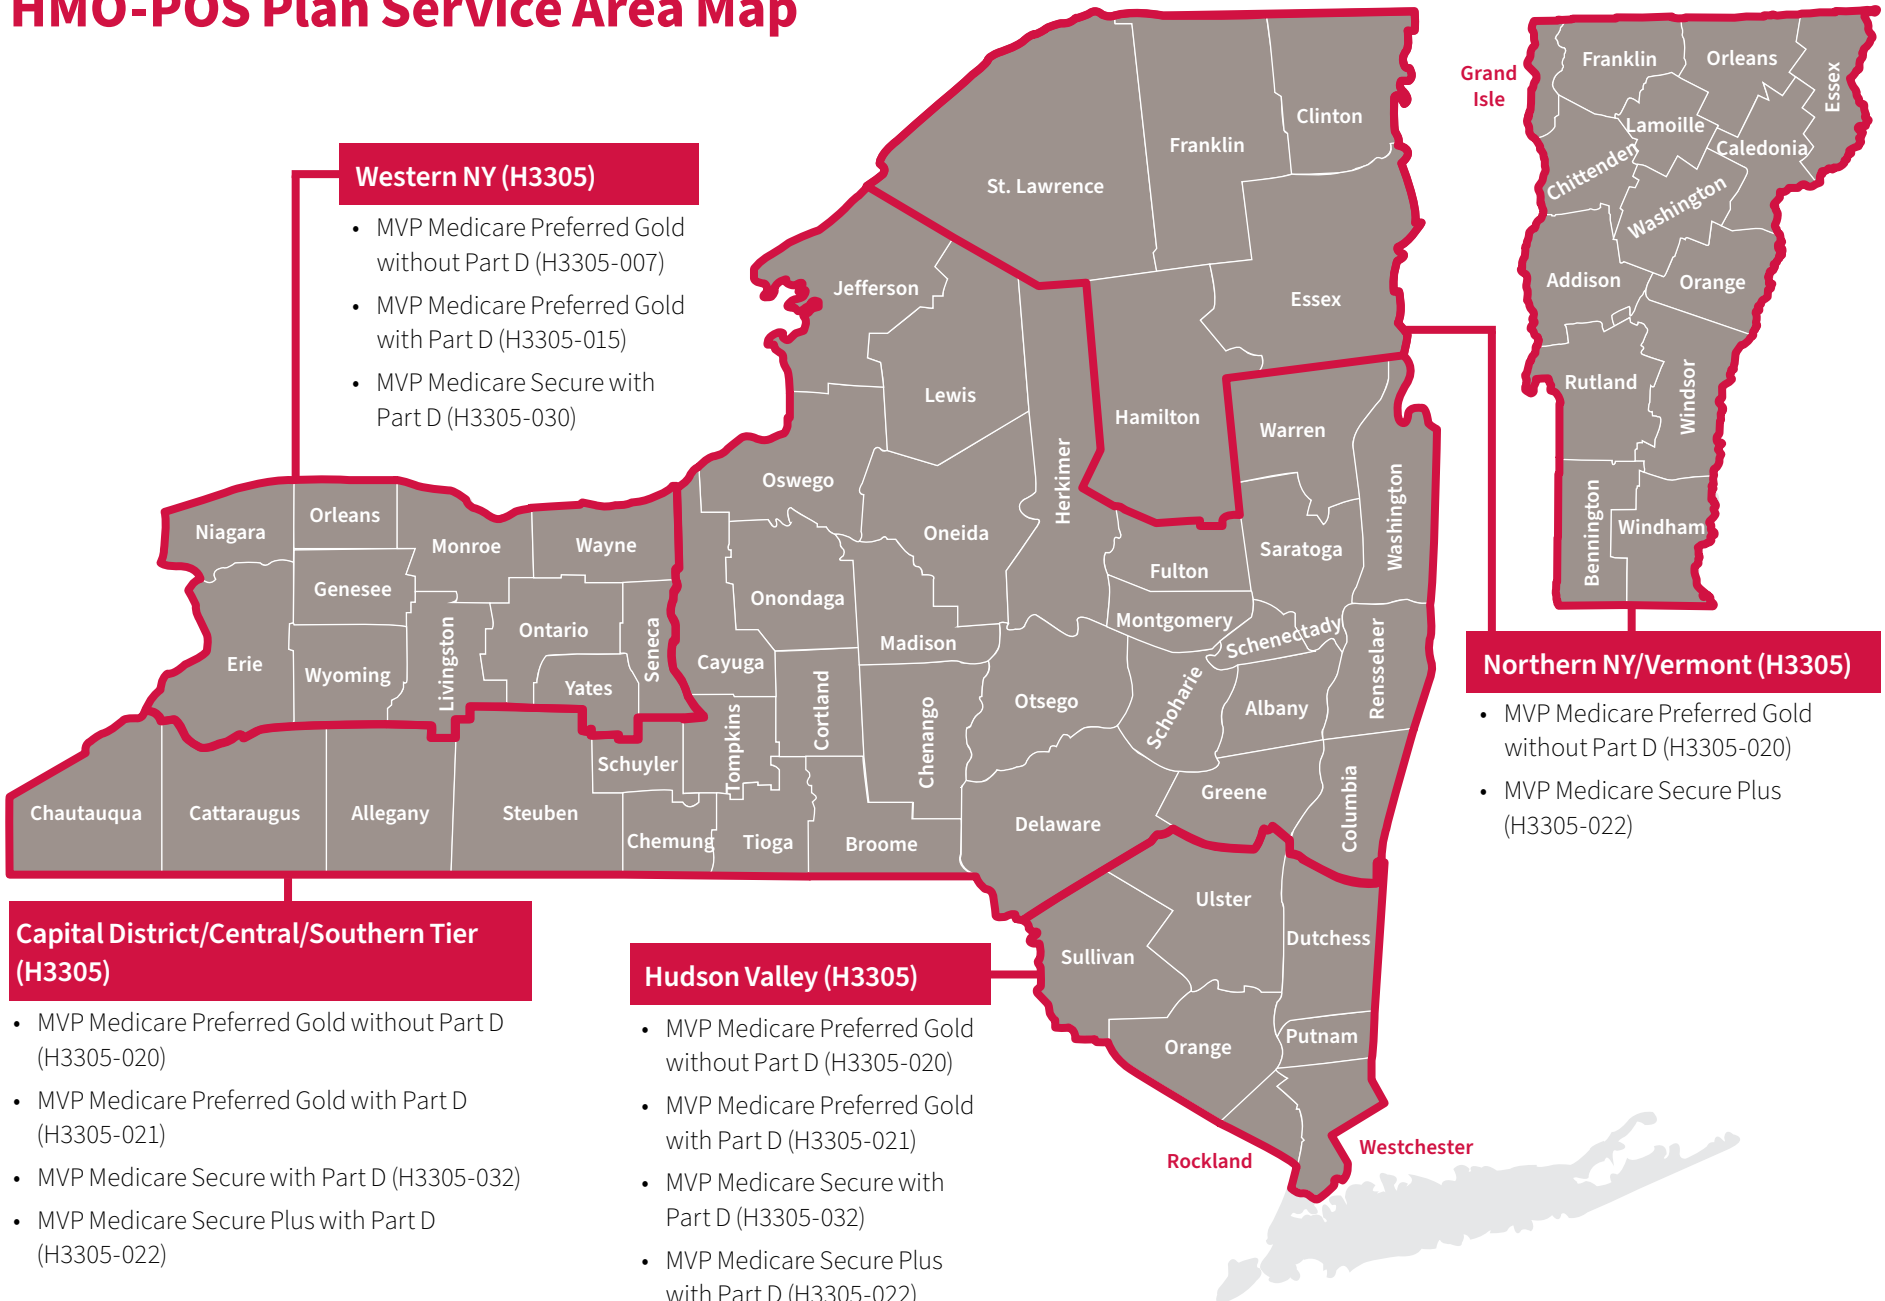 HMO-POS Plan Service Area Map
Western NY (H3305)
• MVP Medicare Preferred Gold
without Part D (H3305-007)
• MVP Medicare Preferred Gold
with Part D (H3305-015)
• MVP Medicare Secure with
Part D (H3305-030)
St. Lawrence
Franklin
Clinton
Essex
Jefferson
Lewis
Hamilton
Herkimer
Warren
Washington
Oswego
Oneida
Saratoga
Fulton
Montgomery
Schenectady
Rensselaer
Niagara
Orleans
Monroe
Wayne
Genesee
Erie
Wyoming
Livingston
Ontario
Yates
Seneca
Onondaga
Cayuga
Madison
Cortland
Tompkins
Chenango
Otsego
Schoharie
Albany
Chautauqua
Cattaraugus
Allegany
Steuben
Schuyler
Chemung
Tioga
Broome
Delaware
Greene
Columbia
Ulster
Sullivan
Dutchess
Orange
Putnam
Rockland
Westchester
Grand
Isle
Franklin
Orleans
Essex
Lamoille
Caledonia
Chittenden
Washington
Addison
Orange
Rutland
Windsor
Bennington
Windham
Northern NY/Vermont (H3305)
• MVP Medicare Preferred Gold
without Part D (H3305-020)
• MVP Medicare Secure Plus
(H3305-022)
Capital District/Central/Southern Tier
(H3305)
• MVP Medicare Preferred Gold without Part D
(H3305-020)
• MVP Medicare Preferred Gold with Part D
(H3305-021)
• MVP Medicare Secure with Part D (H3305-032)
• MVP Medicare Secure Plus with Part D
(H3305-022)
Hudson Valley (H3305)
• MVP Medicare Preferred Gold
without Part D (H3305-020)
• MVP Medicare Preferred Gold
with Part D (H3305-021)
• MVP Medicare Secure with
Part D (H3305-032)
• MVP Medicare Secure Plus
with Part D (H3305-022)